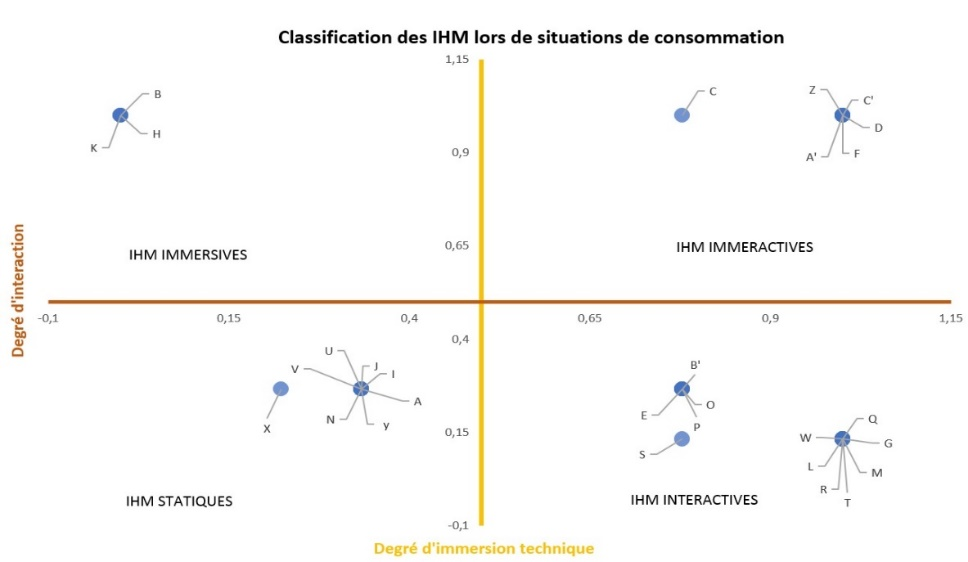 Classification des IHM lors de situations de consommation
1,15
B
H
K
C
Z
C'
D
F
A'
0,9
IHM IMMERSIVES
0,65
IHM IMMERACTIVES
Degré d'interaction
-0,1
0,15
0,4
0,65
0,9
1,15
0,4
U
V
J
I
A
N
y
X
B'
E
O
P
S
0,15
Q
W
G
L
M
R
T
IHM STATIQUES
IHM INTERACTIVES
-0,1
Degré d'immersion technique